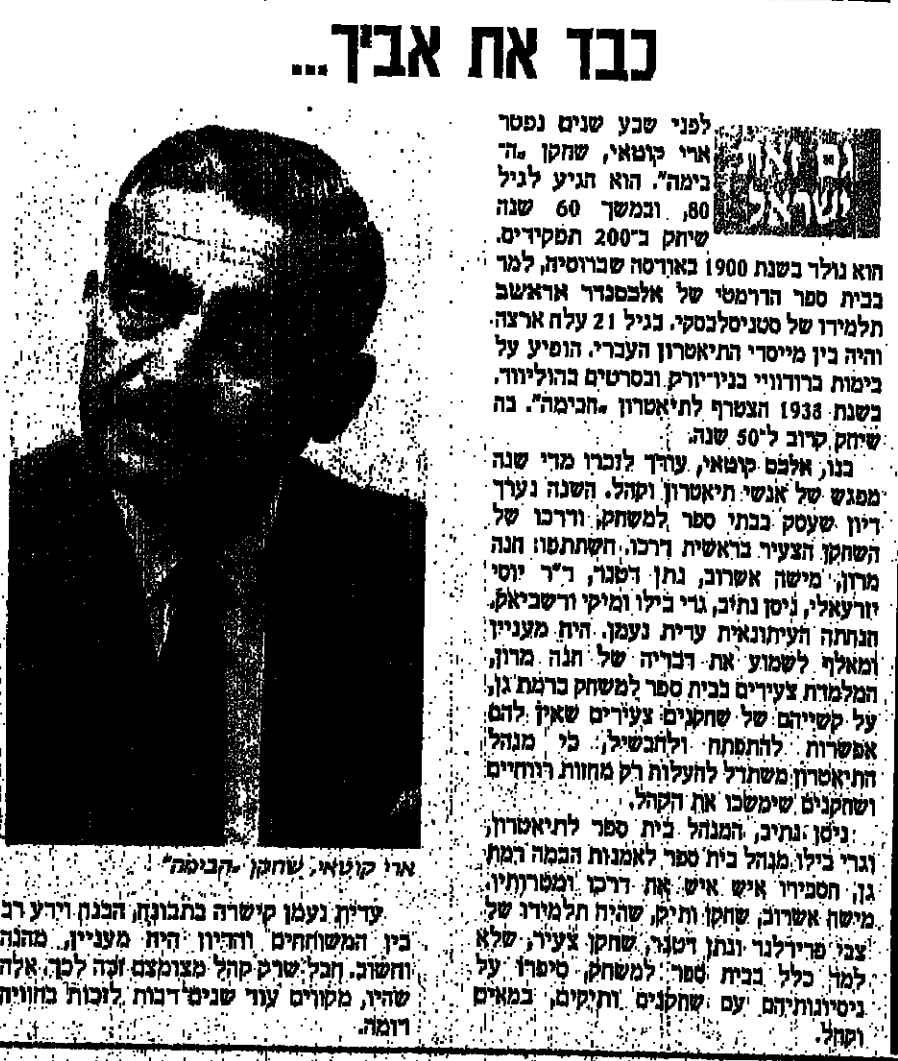 כבד את אביך...
גם זאת
ישראל
לפני שבע שנים נפטר
ארי קוטאי, שחקן „ה־
בימה". הוא הגיע לגיל
80, ובמשך 60 שנה
שיחק ב־200 תפקידים.
הוא נולד בשנת 1900 באודסה שברוסיה, למד
בבית ספר הדרמטי של אלכסנדר אדאשב
תלמידו של סטניסלבסקי. בגיל 21 עלה ארצה
והיה בין מייסדי התיאטרון העברי. הופיע על
בימות ברודוויי בניו־יורק ובסרטים בהוליווד.
בשנת 1938 הצטרף לתיאטרון „הבימה". בה
שיחק קרוב ל־50 שנה.
בנו, אלכס קוטאי, עורך לזכרו מדי שנה
מפגש של אנשי תיאטרון וקהל. השנה נערך
דיון שעסק בבתי ספר למשחק, ודרכו של
השחקן הצעיר בראשית דרכו. השתתפו: חנה
מרון, מישה אשרוב, נתן דטנר, ד"ר יוסי
יזרעאלי, ניסן נתיב, גרי בילו ומיקי ורשביאק.
הנחתה העיתונאית עדית נעמן. היה מעניין
ומאלף לשמוע את דבריה של חנה מרון,
המלמדת צעירים בבית ספר למשחק ברמת גן,
על קשייהם של שחקנים צעירים שאין להם
אפשרות להתפתח ולהבשיל, כי מנהל
התיאטרון משתדל להעלות רק מחזות רווחיים
ושחקנים שימשכו את הקהל.
ניסן נתיב, המנהל בית ספר לתיאטרון,
וגרי בילו מנהל בית ספר לאמנות הבמה רמת
גן, הסבירו איש איש את דרכו ומטרותיו.
מישה אשרוב, שחקן ותיק, שהיה תלמידו של
צבי פרידלנד ונתן דטנר, שחקן צעיר, שלא
למד כלל בבית ספר למשחק, סיפרו על
ניסיונותיהם עם שחקנים ותיקים, במאים
וקהל.
ארי קוטאי, שחקן „הבימה"
עדית נעמן קישרה בתבונה, הבנה וידע רב
בין המשוחחים והדיון היה מעניין, מהנה
וחשוב. חבל שרק קהל מצומצם זכה לכך. אלה
שהיו, מקווים עוד שנים רבות לזכות בחוויה
דומה.